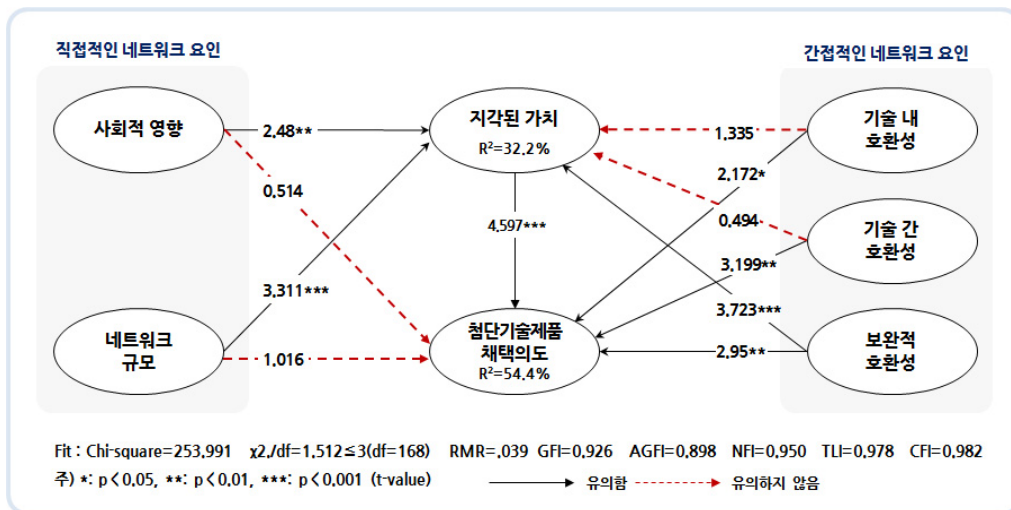 직접적인 네트워크 요인
간접적인 네트워크 요인
사회적 영향
2.48**
지각된 가치
R²=32.2%
1.335
기술 내
호환성
2.172*
0.514
4.597***
0.494
기술 간
호환성
3.199**
3.311***
3.723***
네트워크
규모
1.016
첨단기술제품
채택의도
R²=54.4%
2.95**
보완적
호환성
Fit : Chi-square=253.991 χ2./df=1.512≤3(df=168) RMR=.039 GFI=0.926 AGFI=0.898 NFI=0.950 TLI=0.978 CFI=0.982
주) *: p<0.05, **: p<0.01, ***: p<0.001 (t-value) 유의함 유의하지 않음